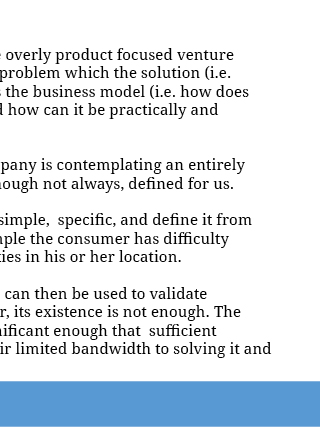 overly product focused venture
problem which the solution (i.e.
the business model (i.e. how does
how can it be practically and
pany is contemplating an entirely
ough not always, defined for us.
simple, specific, and define it from
mple the consumer has difficulty
ies in his or her location.
can then be used to validate
r, its existence is not enough. The
nificant enough that sufficient
ir limited bandwidth to solving it and